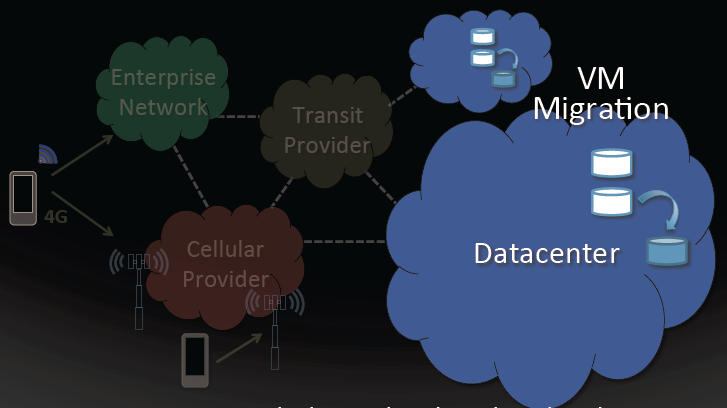 Enterprise
Network
Transit
Provider
VM
Migration
4G
Cellular
Provider
Datacenter